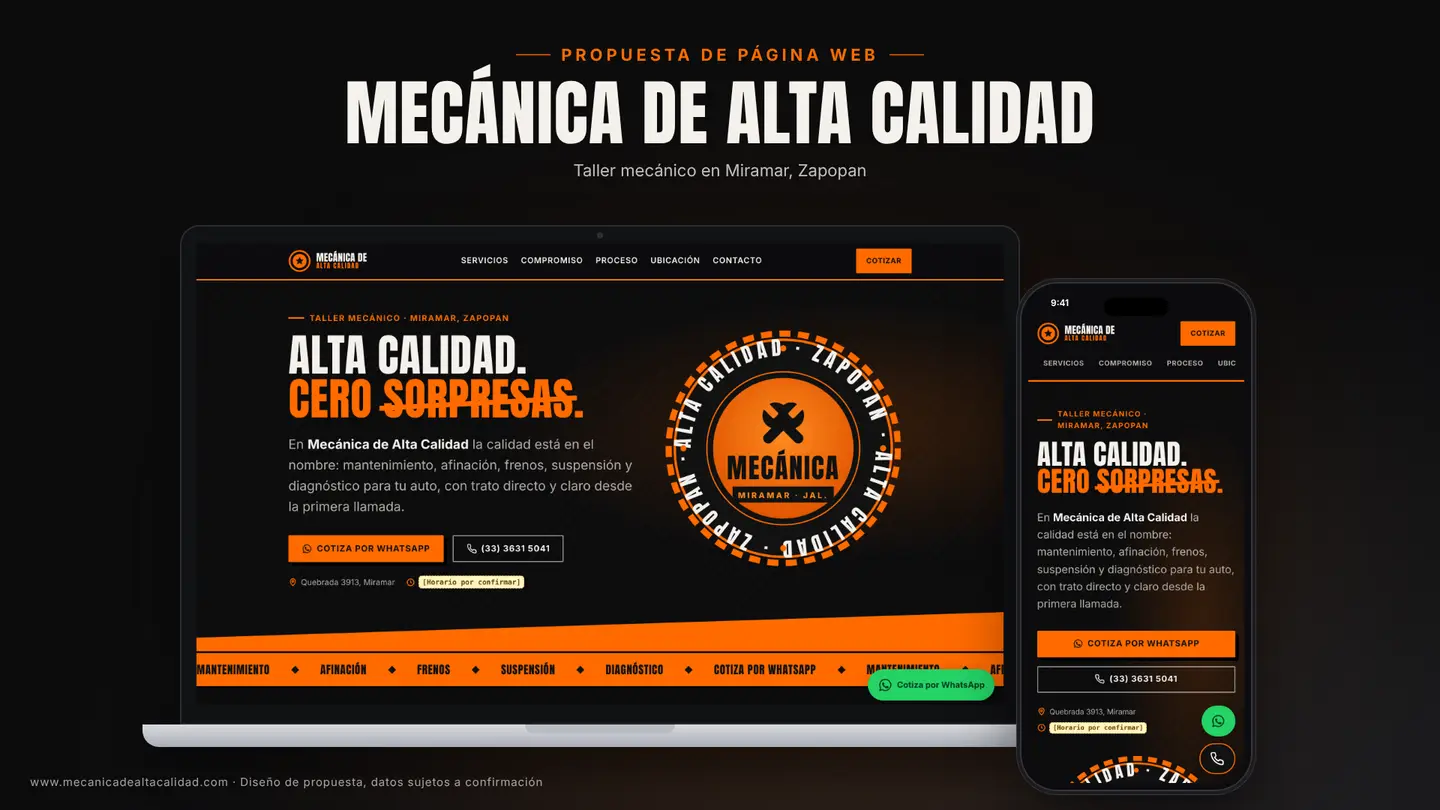 PROPUESTA DE PÁGINA WEB
MECÁNICA DE ALTA CALIDAD
Taller mecánico en Miramar, Zapopan
MECÁNICA DE
ALTA CALIDAD
SERVICIOS COMPROMISO PROCESO UBICACIÓN CONTACTO
COTIZAR
TALLER MECÁNICO · MIRAMAR, ZAPOPAN
ALTA CALIDAD.
CERO SORPRESAS.
En Mecánica de Alta Calidad la calidad está en el
nombre: mantenimiento, afinación, frenos, suspensión y
diagnóstico para tu auto, con trato directo y claro desde
la primera llamada.
COTIZA POR WHATSAPP
(33) 3631 5041
Quebrada 3913, Miramar
[Horario por confirmar]
ALTA CALIDAD · ZAPOPAN · ALTA CALIDAD · ZAPOPAN ·
MECÁNICA
MIRAMAR · JAL.
MANTENIMIENTO ◆ AFINACIÓN ◆ FRENOS ◆ SUSPENSIÓN ◆ DIAGNÓSTICO ◆ COTIZA POR WHATSAPP ◆ MANTENIMIENTO ◆ AFI
Cotiza por WhatsApp
9:41
MECÁNICA DE
ALTA CALIDAD
COTIZAR
SERVICIOS COMPROMISO PROCESO UBIC
TALLER MECÁNICO ·
MIRAMAR, ZAPOPAN
ALTA CALIDAD.
CERO SORPRESAS.
En Mecánica de Alta Calidad la
calidad está en el nombre:
mantenimiento, afinación, frenos,
suspensión y diagnóstico para tu auto,
con trato directo y claro desde la
primera llamada.
COTIZA POR WHATSAPP
(33) 3631 5041
Quebrada 3913, Miramar
[Horario por confirmar]
IDAD · ZAP
www.mecanicadealtacalidad.com · Diseño de propuesta, datos sujetos a confirmación